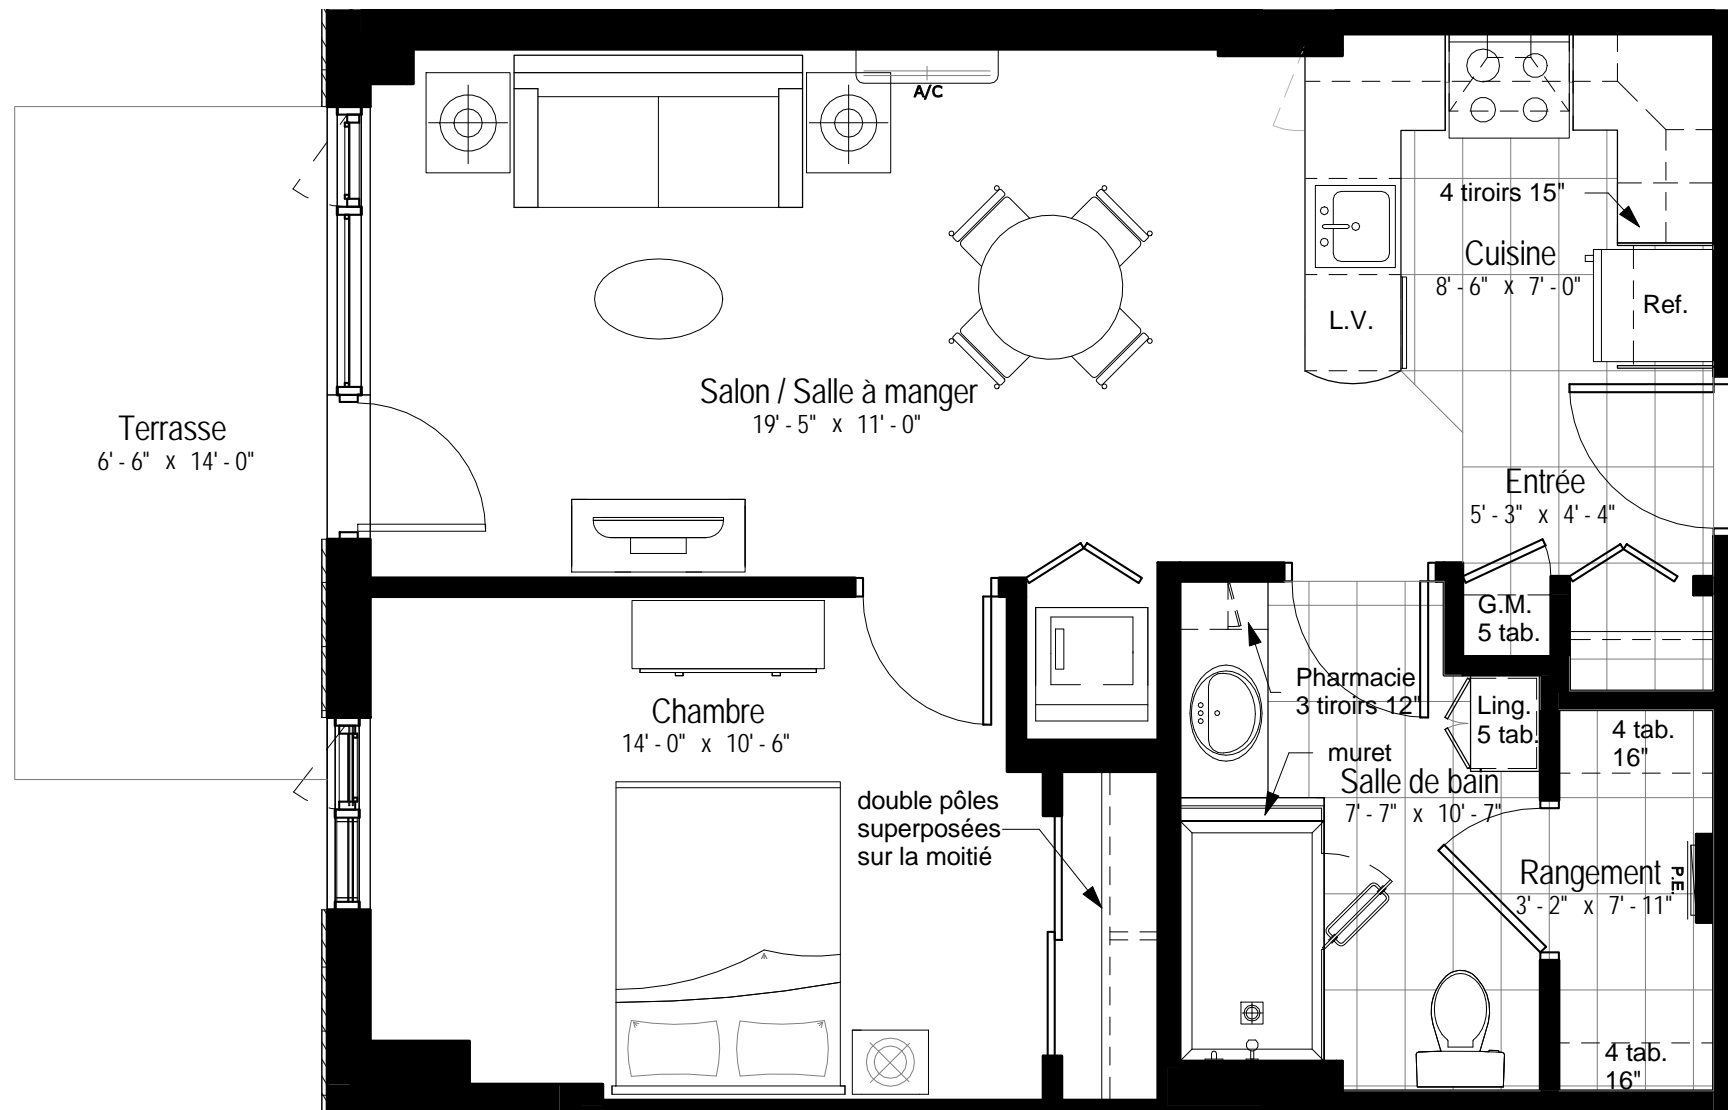 A/C
4 tiroirs 15"
Cuisine
8' - 6" x 7' - 0"
Ref.
L.V.
Salon / Salle à manger
19' - 5" x 11' - 0"
Terrasse
6' - 6" x 14' - 0"
Entrée
5' - 3" x 4' - 4"
G.M.
5 tab.
Pharmacie
3 tiroirs 12"
Ling.
5 tab.
Chambre
14' - 0" x 10' - 6"
4 tab.
16"
muret
Salle de bain
7' - 7" x 10' - 7"
double pôles
superposées
sur la moitié
Rangement
3' - 2" x 7' - 11"
P.E.
4 tab.
16"